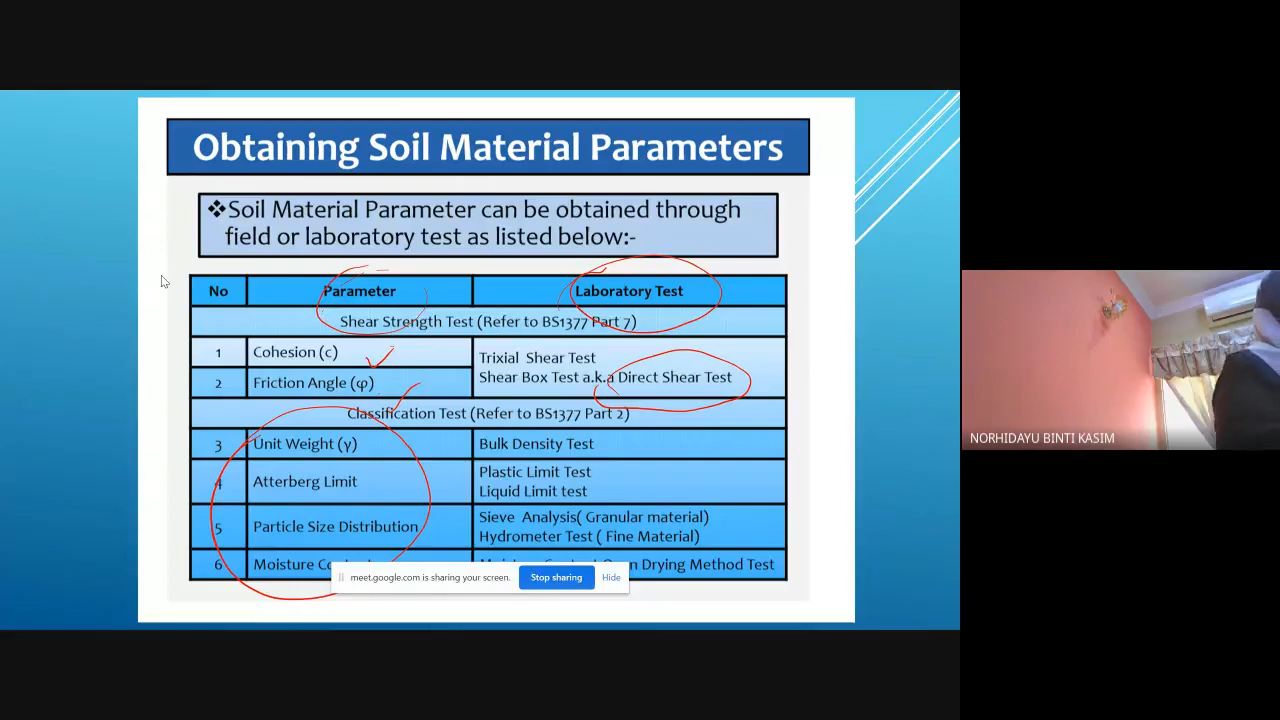 Obtaining Soil Material Parameters
❖Soil Material Parameter can be obtained through
field or laboratory test as listed below:-
No Parameter Laboratory Test
Shear Strength Test (Refer to BS1377 Part 7)
1 Cohesion (c)
Trixial Shear Test
2 Friction Angle (φ)
Shear Box Test a.k.a Direct Shear Test
Classification Test (Refer to BS1377 Part 2)
3 Unit Weight (γ) Bulk Density Test
4 Atterberg Limit
Plastic Limit Test
Liquid Limit test
5 Particle Size Distribution
Sieve Analysis( Granular material)
Hydrometer Test ( Fine Material)
6 Moisture Drying Method Test
meet.google.com is sharing your screen. Stop sharing Hide
NORHIDAYU BINTI KASIM